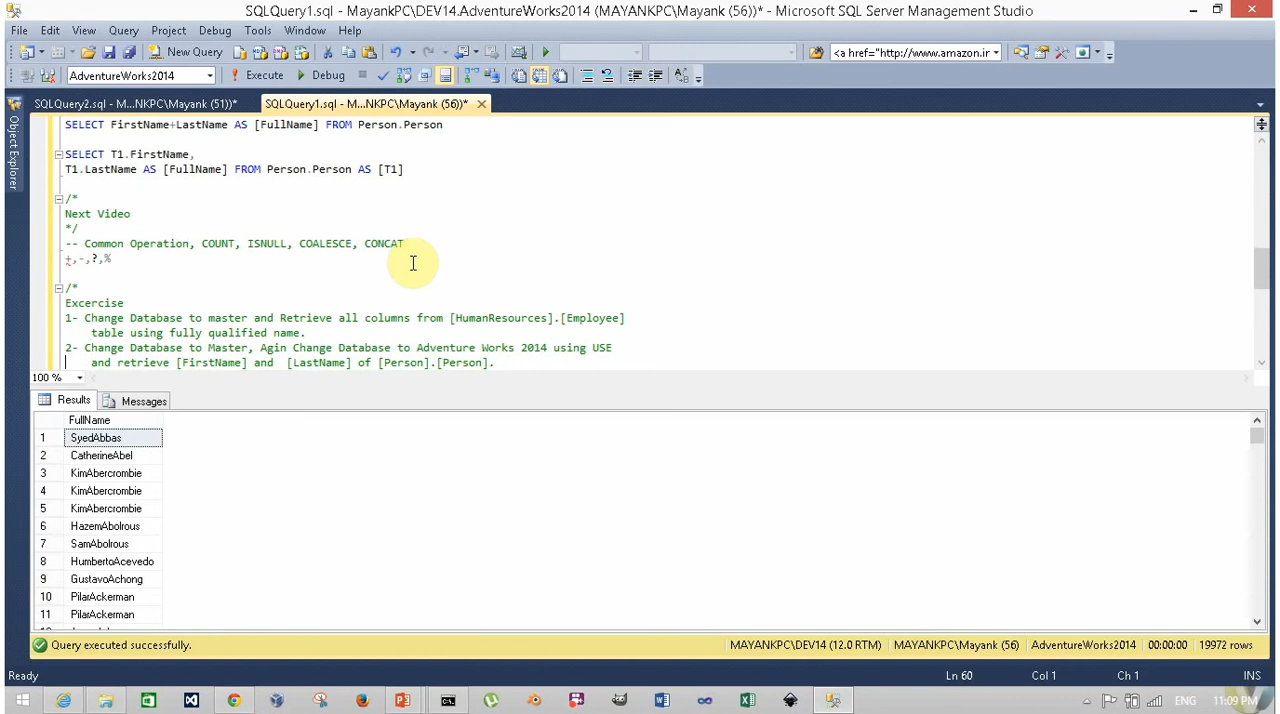 SQLQuery1.sql - MayankPC\DEV14.AdventureWorks2014 (MAYANKPC\Mayank (56))* - Microsoft SQL Server Management Studio
File Edit View Query Project Debug Tools Window Help
New Query <a href="http://www.amazon.ir
AdventureWorks2014 Execute Debug
SQLQuery2.sql - M...NKPC\Mayank (51))* SQLQuery1.sql - M...NKPC\Mayank (56))*
Object Explorer
SELECT FirstName+LastName AS [FullName] FROM Person.Person
SELECT T1.FirstName,
T1.LastName AS [FullName] FROM Person.Person AS [T1]
/*
Next Video
*/
-- Common Operation, COUNT, ISNULL, COALESCE, CONCAT
+,-,?,%
/*
Excercise
1- Change Database to master and Retrieve all columns from [HumanResources].[Employee]
table using fully qualified name.
2- Change Database to Master, Agin Change Database to Adventure Works 2014 using USE
and retrieve [FirstName] and [LastName] of [Person].[Person].
100 %
Results Messages
FullName
1 SyedAbbas
2 CatherineAbel
3 KimAbercrombie
4 KimAbercrombie
5 KimAbercrombie
6 HazemAbolrous
7 SamAbolrous
8 HumbertoAcevedo
9 GustavoAchong
10 PilarAckerman
11 PilarAckerman
Query executed successfully. MAYANKPC\DEV14 (12.0 RTM) MAYANKPC\Mayank (56) AdventureWorks2014 00:00:00 19972 rows
Ready Ln 60 Col 1 Ch 1 INS
ENG 11:09 PM